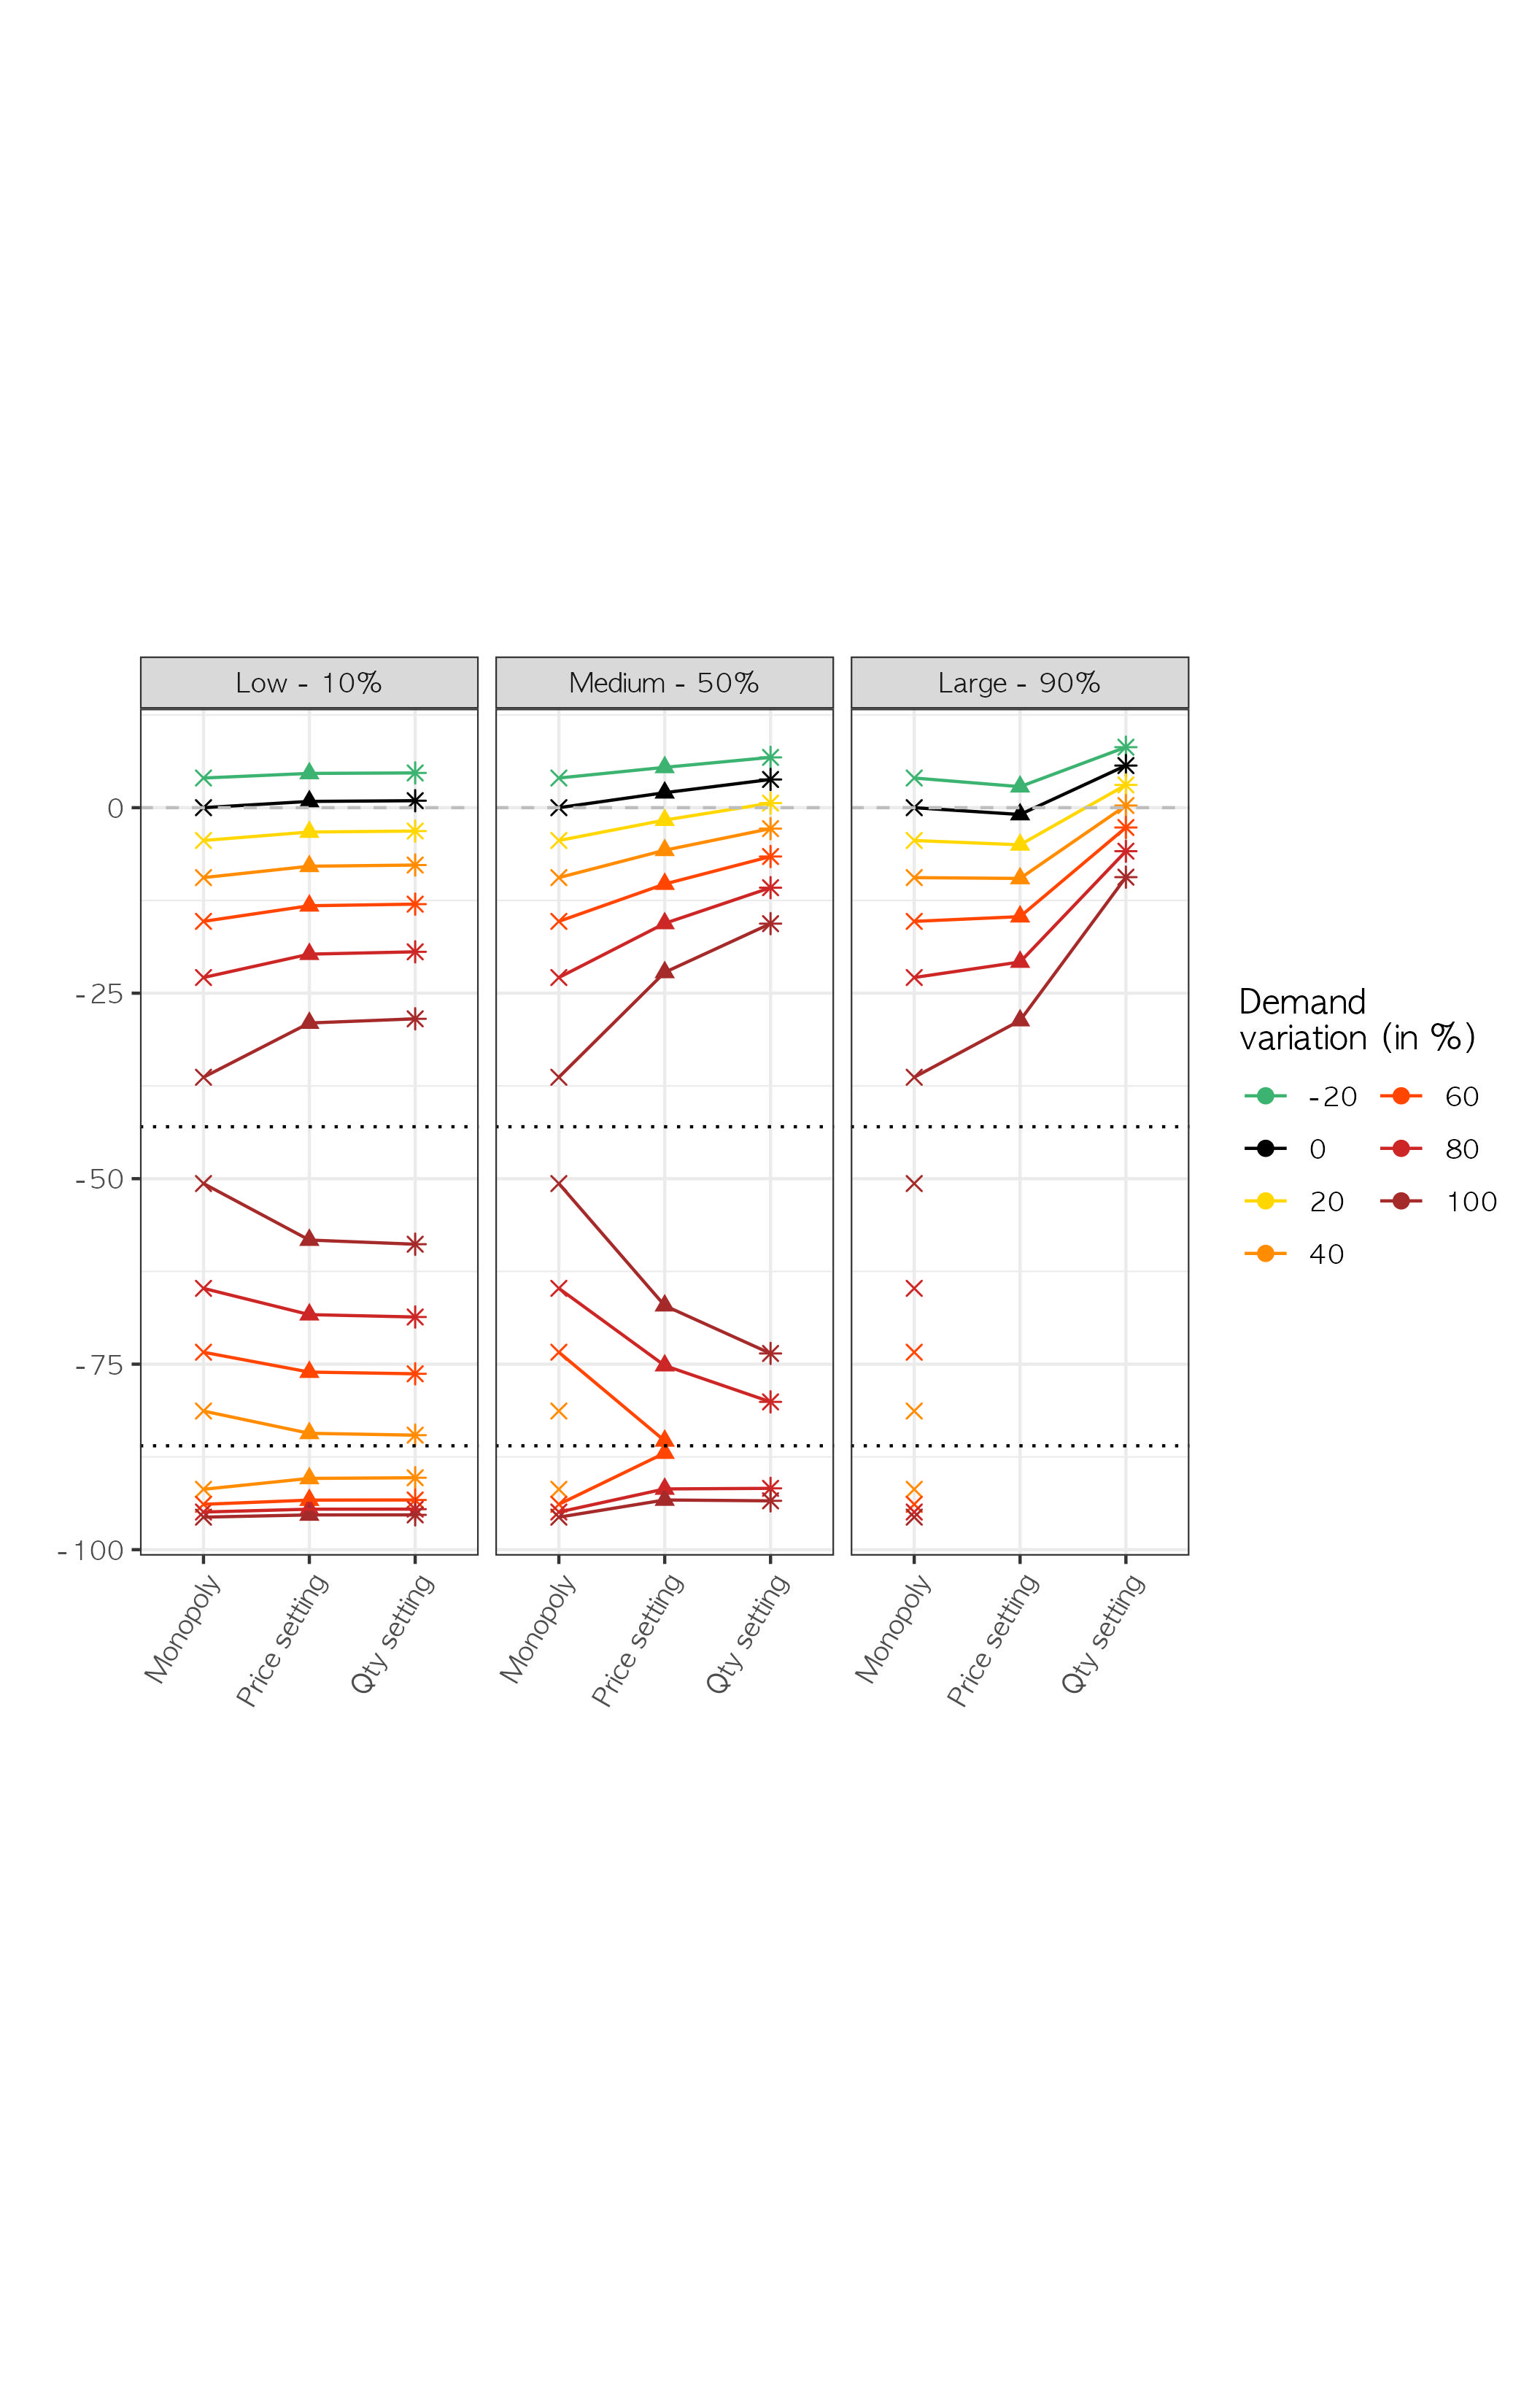 Low - 10%
Medium - 50%
Large - 90%
0
-25
-50
-75
-100
Monopoly
Price setting
Qty setting
Monopoly
Price setting
Qty setting
Monopoly
Price setting
Qty setting
Demand
variation (in %)
-20
60
0
80
20
100
40